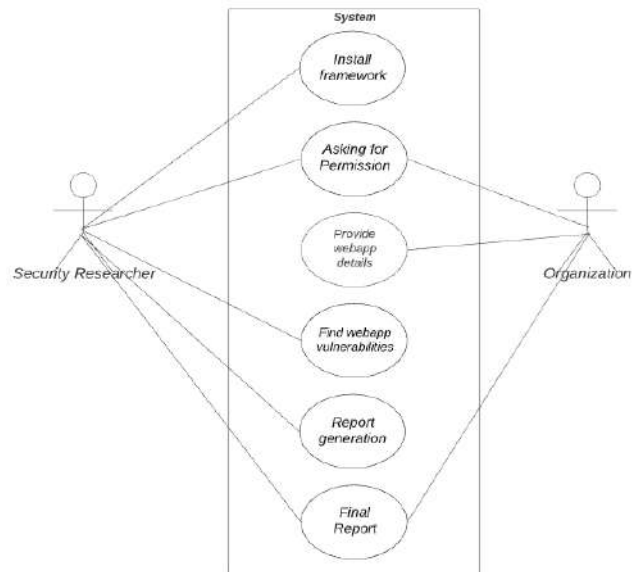 System
Install
framework
Asking for
Permission
Provide
webapp
details
Security Researcher
Organization
Find webapp
vulnerabilities
Report
generation
Final
Report